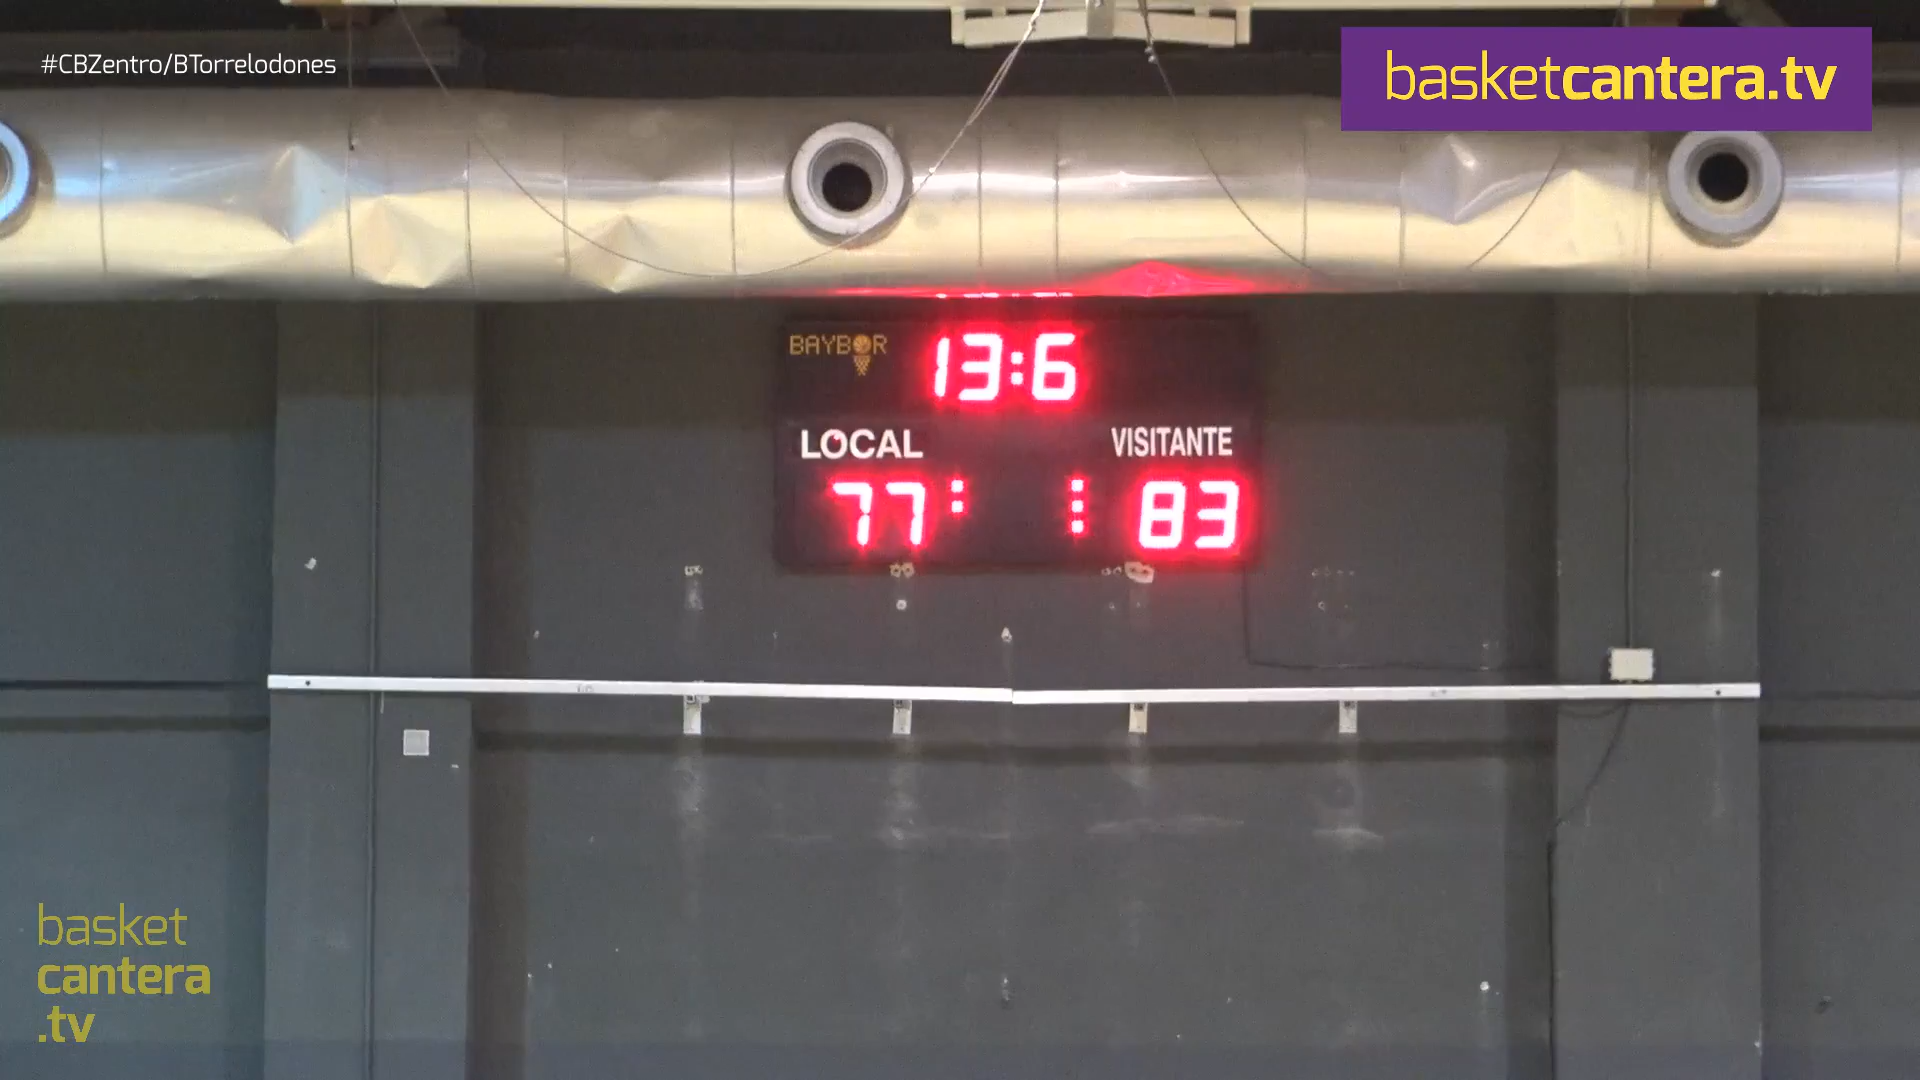 #CBZentro/BTorrelodones
basketcantera.tv
BAYBOR
13:6
LOCAL
VISITANTE
77
83
basket
cantera
.tv